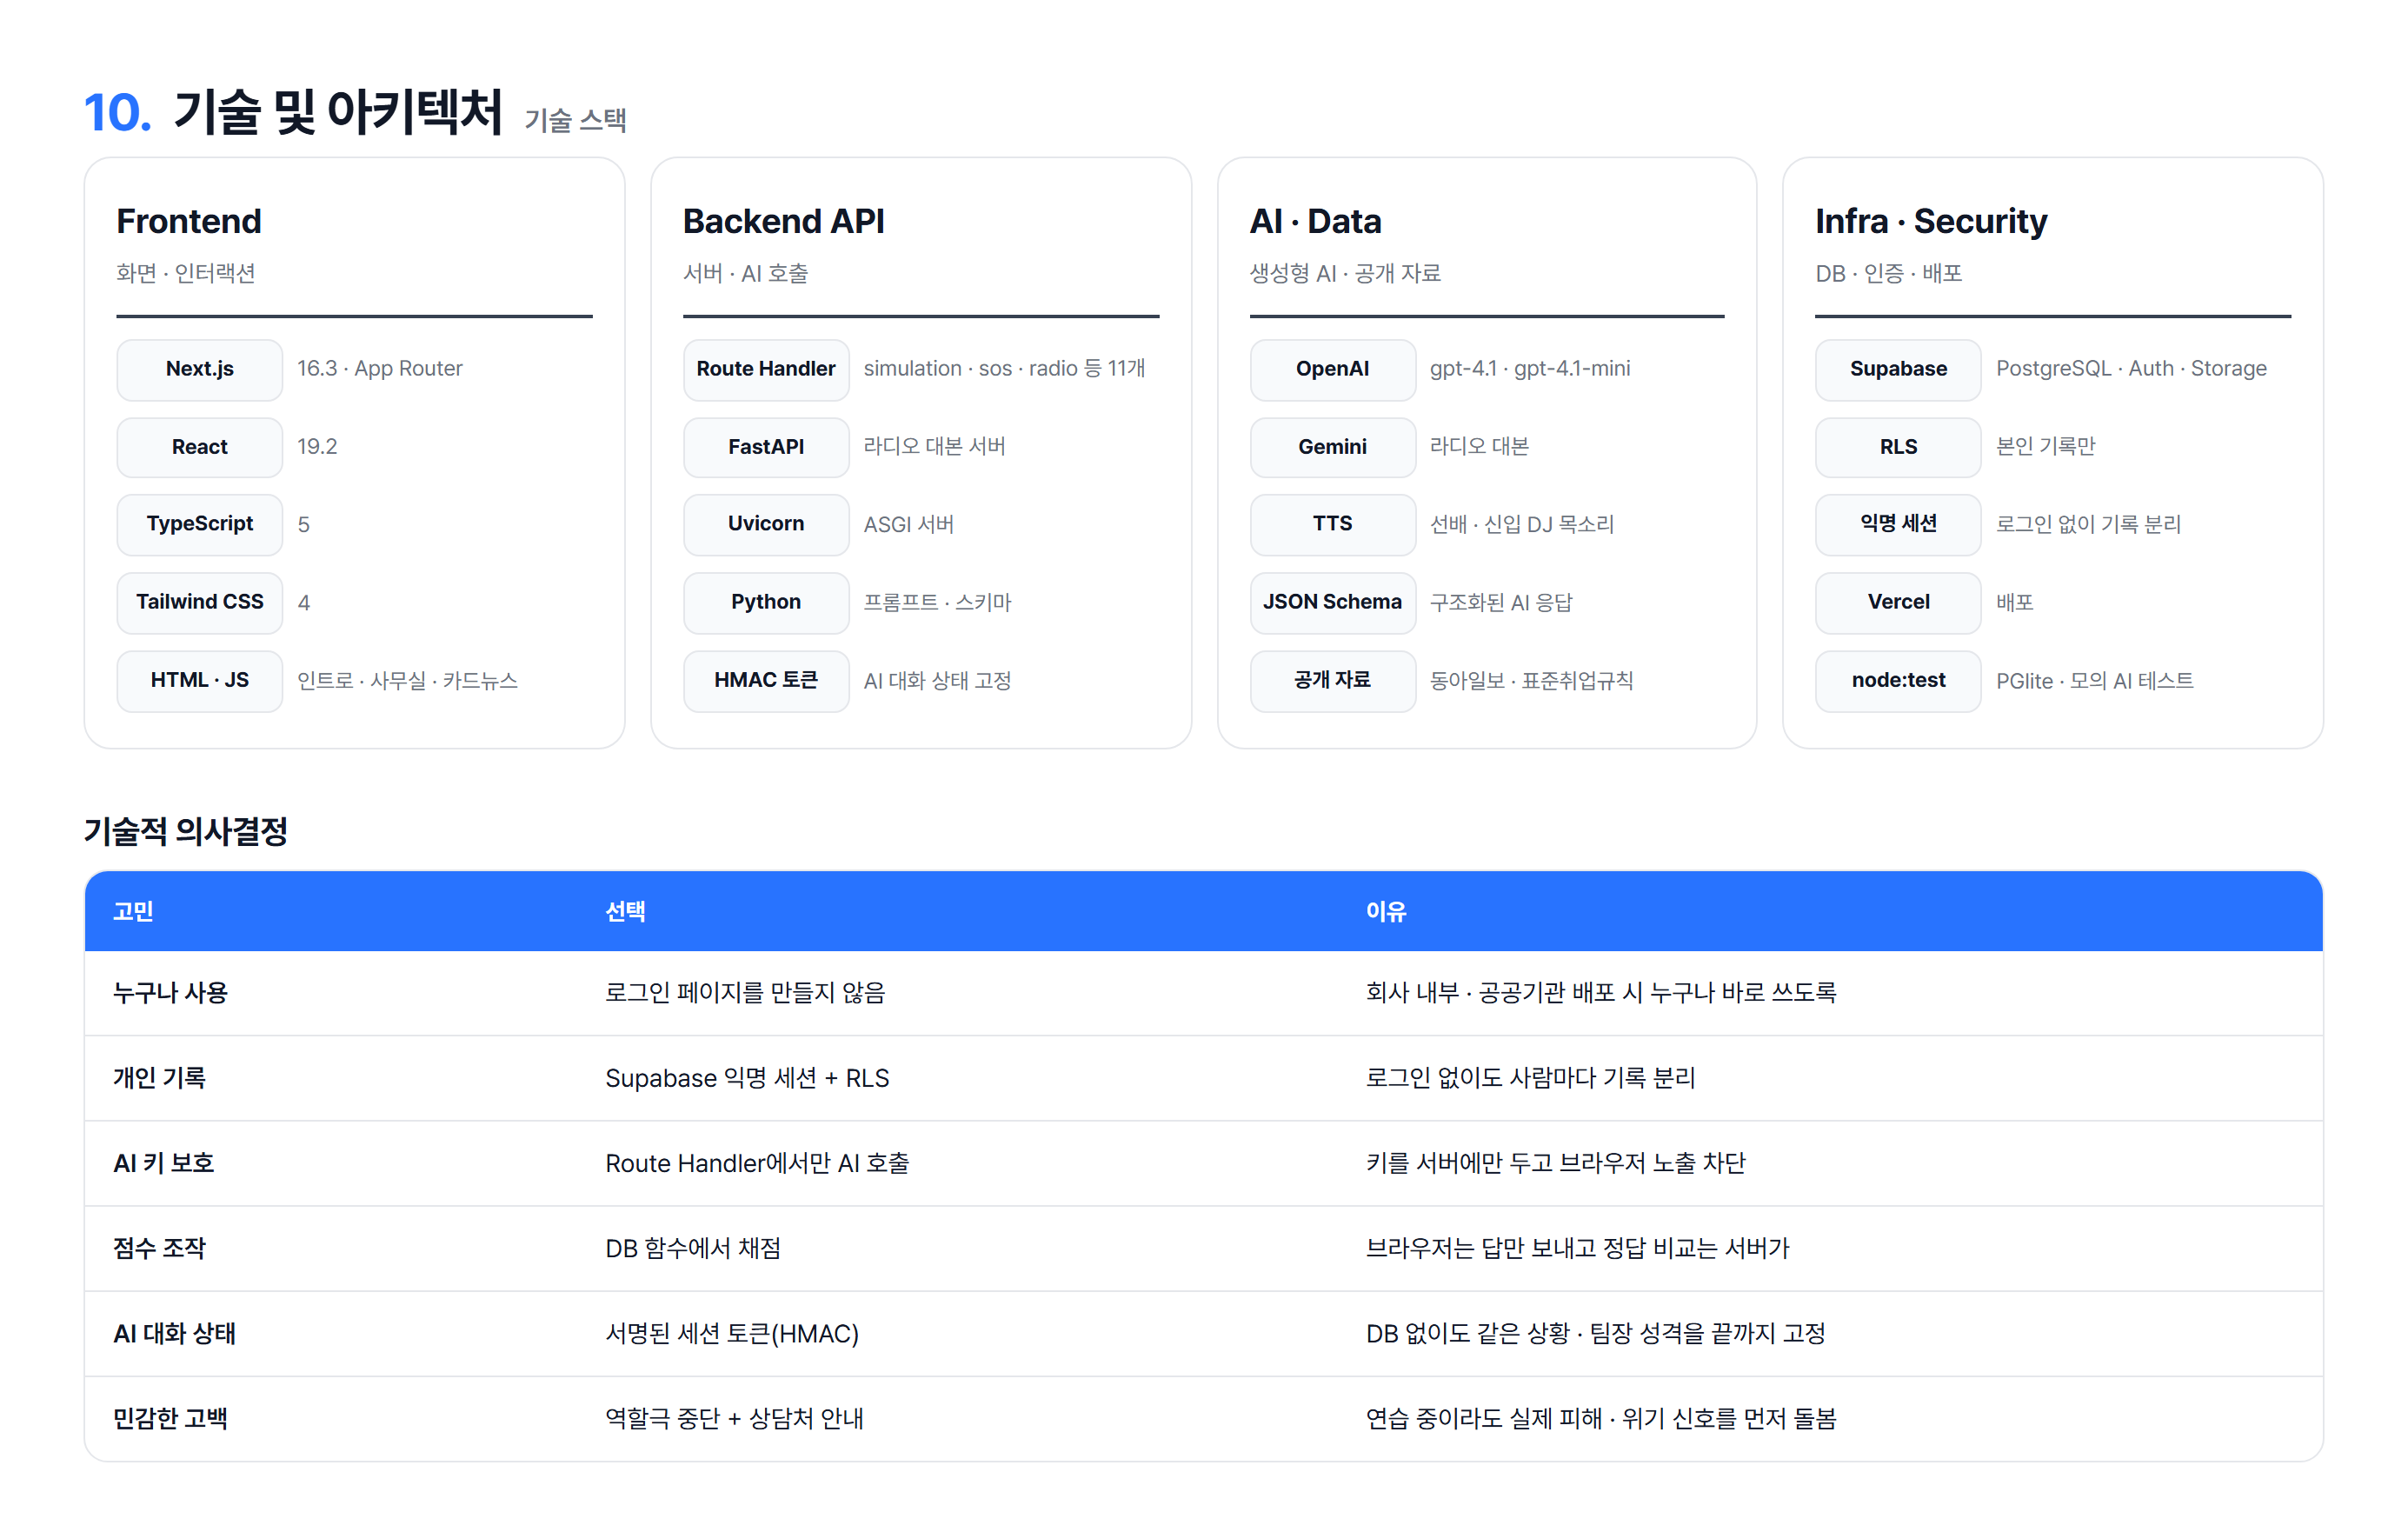 10. 기술 및 아키텍처 기술 스택
Frontend
화면 · 인터랙션
Next.js 16.3 · App Router
React 19.2
TypeScript 5
Tailwind CSS 4
HTML · JS 인트로 · 사무실 · 카드뉴스
Backend API
서버 · AI 호출
Route Handler simulation · sos · radio 등 11개
FastAPI 라디오 대본 서버
Uvicorn ASGI 서버
Python 프롬프트 · 스키마
HMAC 토큰 AI 대화 상태 고정
AI · Data
생성형 AI · 공개 자료
OpenAI gpt-4.1 · gpt-4.1-mini
Gemini 라디오 대본
TTS 선배 · 신입 DJ 목소리
JSON Schema 구조화된 AI 응답
공개 자료 동아일보 · 표준취업규칙
Infra · Security
DB · 인증 · 배포
Supabase PostgreSQL · Auth · Storage
RLS 본인 기록만
익명 세션 로그인 없이 기록 분리
Vercel 배포
node:test PGlite · 모의 AI 테스트
기술적 의사결정
고민 선택 이유
누구나 사용 로그인 페이지를 만들지 않음 회사 내부 · 공공기관 배포 시 누구나 바로 쓰도록
개인 기록 Supabase 익명 세션 + RLS 로그인 없이도 사람마다 기록 분리
AI 키 보호 Route Handler에서만 AI 호출 키를 서버에만 두고 브라우저 노출 차단
점수 조작 DB 함수에서 채점 브라우저는 답만 보내고 정답 비교는 서버가
AI 대화 상태 서명된 세션 토큰(HMAC) DB 없이도 같은 상황 · 팀장 성격을 끝까지 고정
민감한 고백 역할극 중단 + 상담처 안내 연습 중이라도 실제 피해 · 위기 신호를 먼저 돌봄